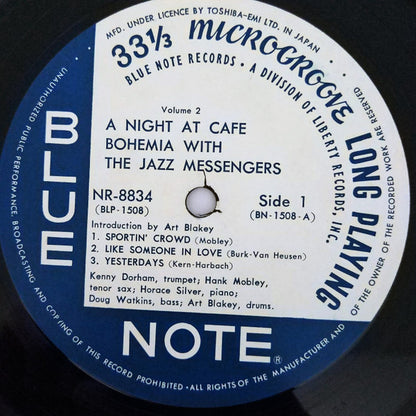 MFD. UNDER LICENCE BY TOSHIBA-EMI LTD. IN JAPAN
33⅓ MICROGROOVE LONG PLAYING
BLUE NOTE RECORDS • A DIVISION OF LIBERTY RECORDS, INC.
Volume 2
A NIGHT AT CAFE
BOHEMIA WITH
THE JAZZ MESSENGERS
NR-8834
(BLP-1508)
Side 1
(BN-1508-A)
Introduction by Art Blakey
1. SPORTIN' CROWD (Mobley)
2. LIKE SOMEONE IN LOVE (Burk-Van Heusen)
3. YESTERDAYS (Kern-Harbach)
Kenny Dorham, trumpet; Hank Mobley,
tenor sax; Horace Silver, piano;
Doug Watkins, bass; Art Blakey, drums.
BLUE
NOTE®
UNAUTHORIZED PUBLIC PERFORMANCE, BROADCASTING AND COPYING OF THIS RECORD PROHIBITED • ALL RIGHTS OF THE MANUFACTURER AND OF THE OWNER OF THE RECORDED WORK ARE RESERVED